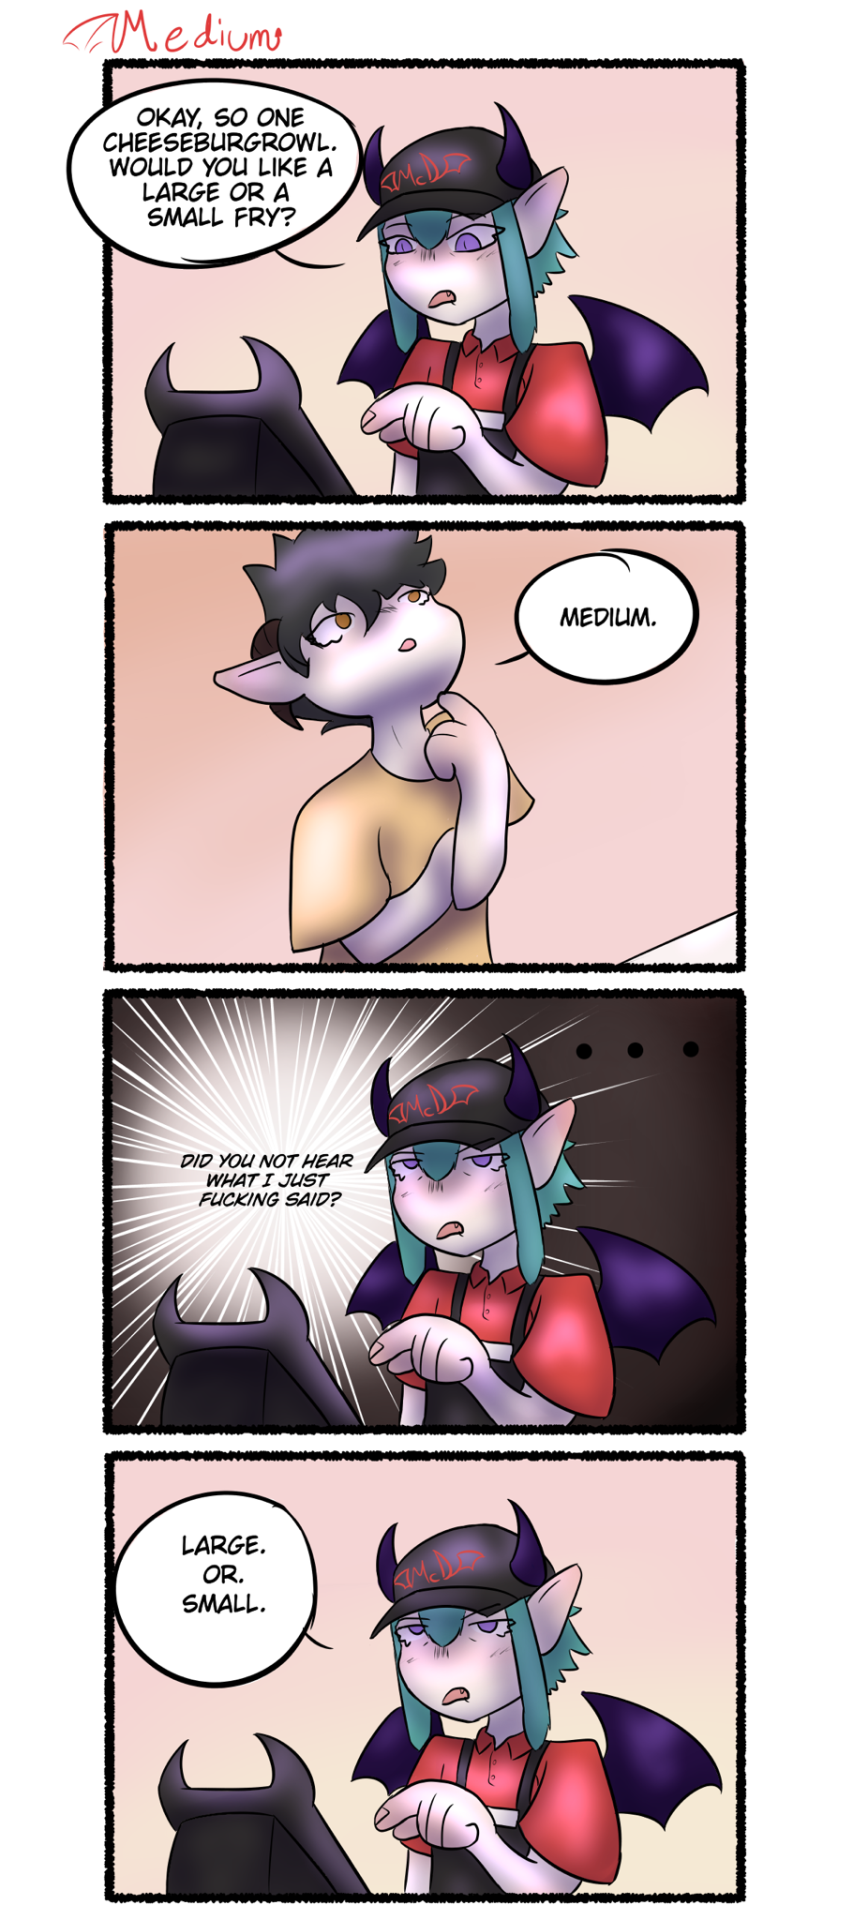 Medium
OKAY, SO ONE
CHEESEBURGROWL.
WOULD YOU LIKE A
LARGE OR A
SMALL FRY?
McD
MEDIUM.
...
McD
DID YOU NOT HEAR
WHAT I JUST
FUCKING SAID?
McD
LARGE.
OR.
SMALL.